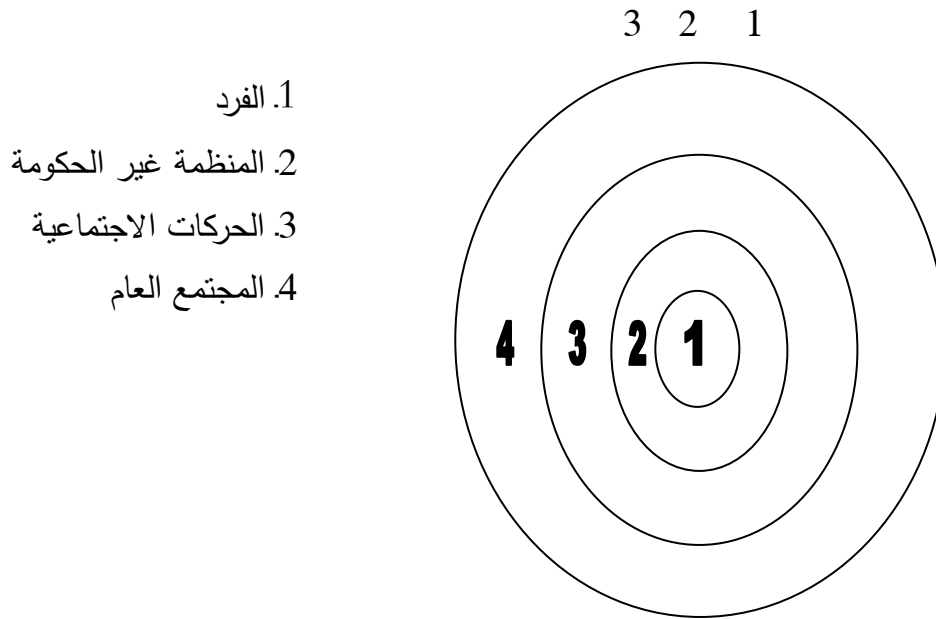 3 2 1
1. الفرد
2. المنظمة غير الحكومة
3. الحركات الاجتماعية
4. المجتمع العام
4 3 2 1